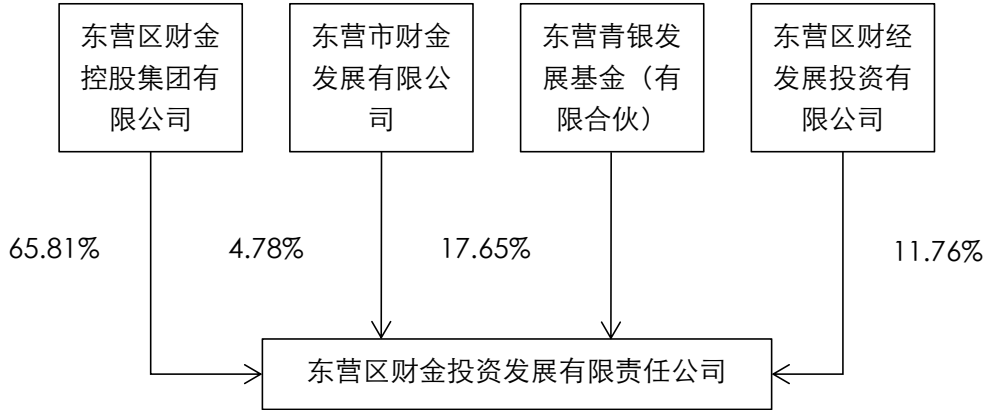 东营区财金
控股集团有
限公司
东营市财金
发展有限公
司
东营青银发
展基金（有
限合伙）
东营区财经
发展投资有
限公司
65.81%
4.78%
17.65%
11.76%
东营区财金投资发展有限责任公司